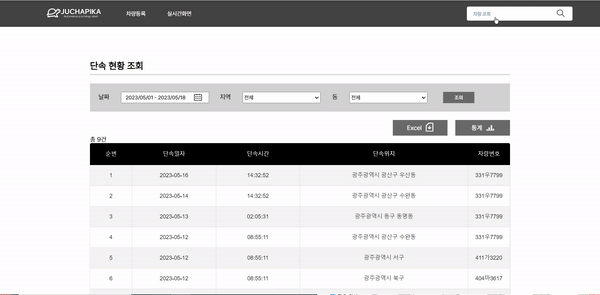 JUCHAPIKA
차량등록 실시간화면 차량 조회
단속 현황 조회
날짜 2023/05/01 - 2023/05/18 지역 전체 동 전체 조회
Excel 통계
총 9건
순번 단속일자 단속시간 단속위치 차량번호
1 2023-05-16 14:32:52 광주광역시 광산구 우산동 331우7799
2 2023-05-14 14:32:52 광주광역시 광산구 수완동 331우7799
3 2023-05-13 02:05:31 광주광역시 동구 동명동 331우7799
4 2023-05-12 08:55:11 광주광역시 광산구 수완동 331우7799
5 2023-05-12 08:55:11 광주광역시 서구 411가3220
6 2023-05-12 08:55:11 광주광역시 북구 404마3617